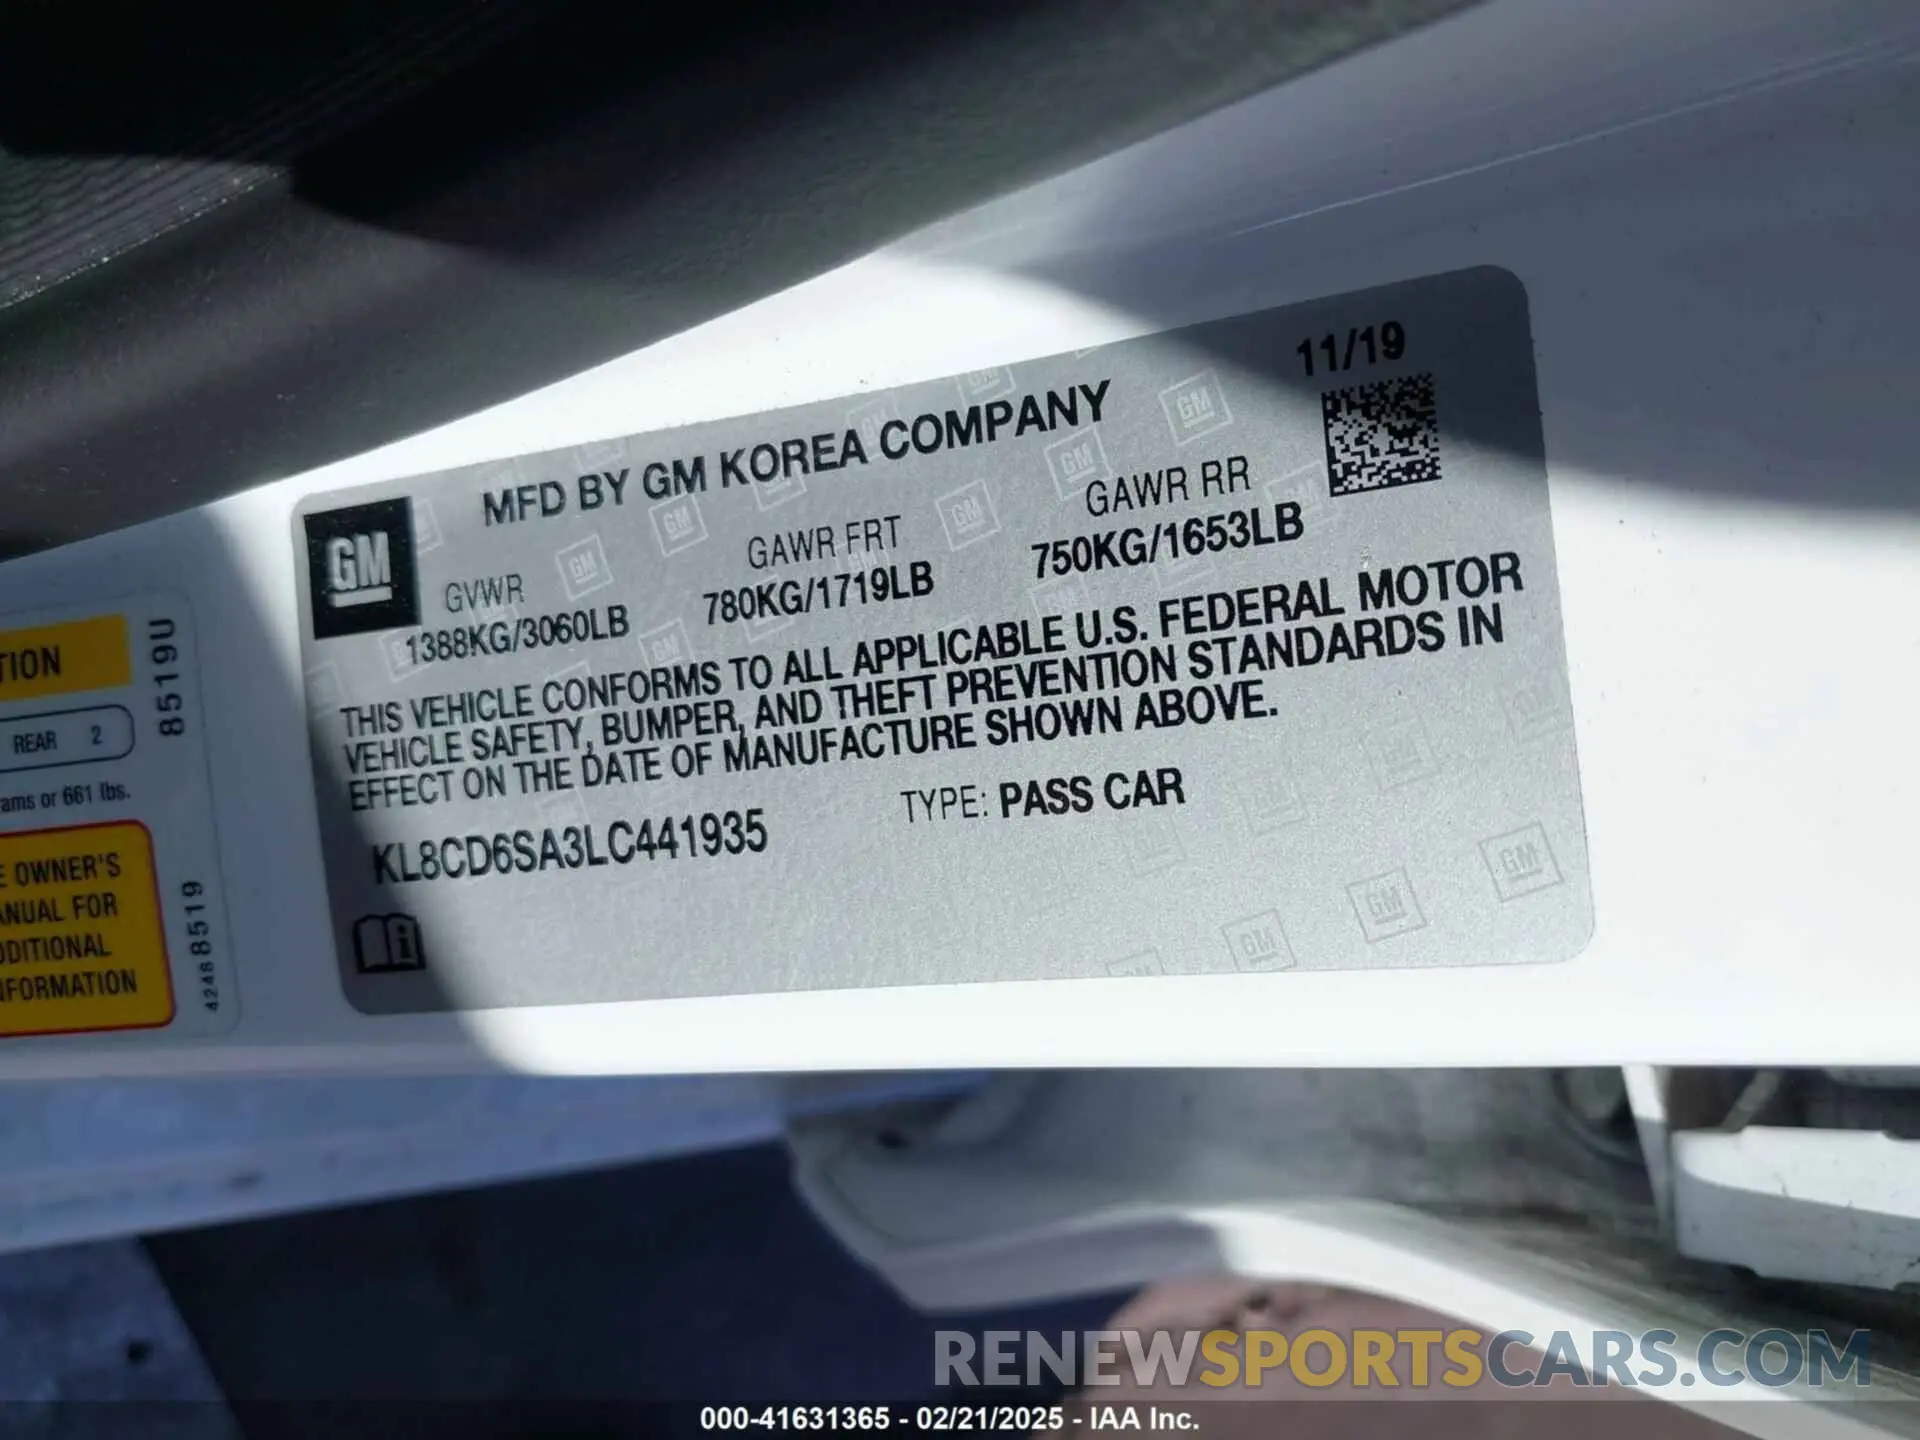 11/19
MFD BY GM KOREA COMPANY
GM
GVWR
GAWR FRT
GAWR RR
1388KG/3060LB
780KG/1719LB
750KG/1653LB
THIS VEHICLE CONFORMS TO ALL APPLICABLE U.S. FEDERAL MOTOR
VEHICLE SAFETY, BUMPER, AND THEFT PREVENTION STANDARDS IN
EFFECT ON THE DATE OF MANUFACTURE SHOWN ABOVE.
KL8CD6SA3LC441935
TYPE: PASS CAR
TION
REAR 2
ams or 661 lbs.
E OWNER'S
ANUAL FOR
DDITIONAL
NFORMATION
8519U
42488519
RENEWSPORTSCARS.COM
000-41631365 - 02/21/2025 - IAA Inc.